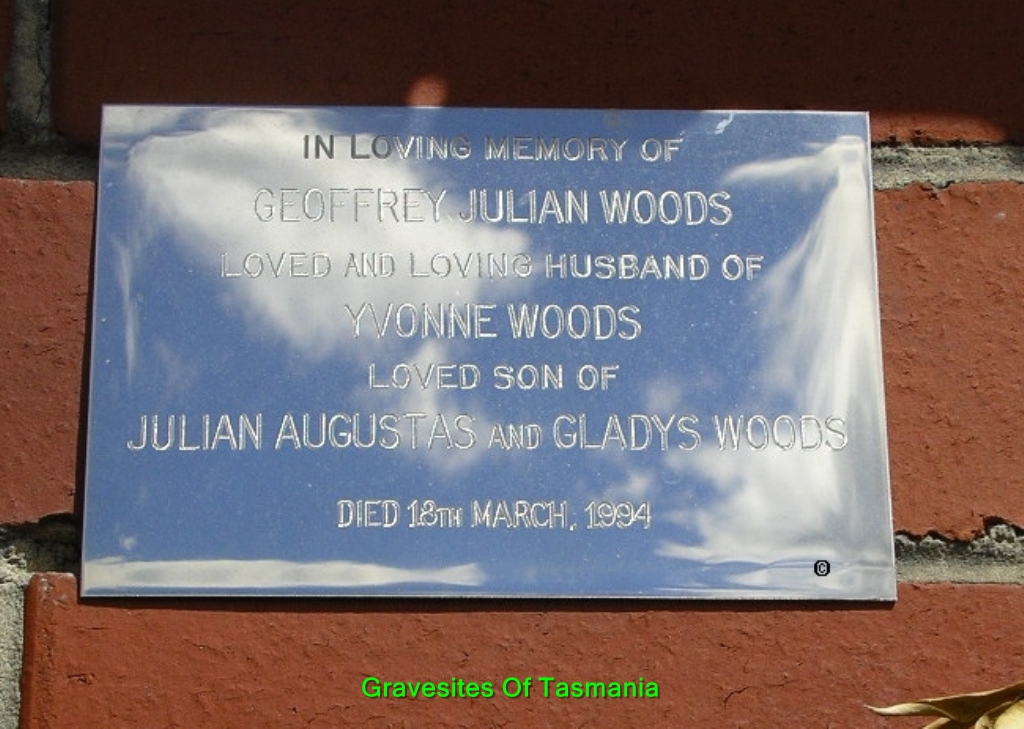 IN LOVING MEMORY OF
GEOFFREY JULIAN WOODS
LOVED AND LOVING HUSBAND OF
YVONNE WOODS
LOVED SON OF
JULIAN AUGUSTAS AND GLADYS WOODS
DIED 18TH MARCH, 1994
©
Gravesites Of Tasmania